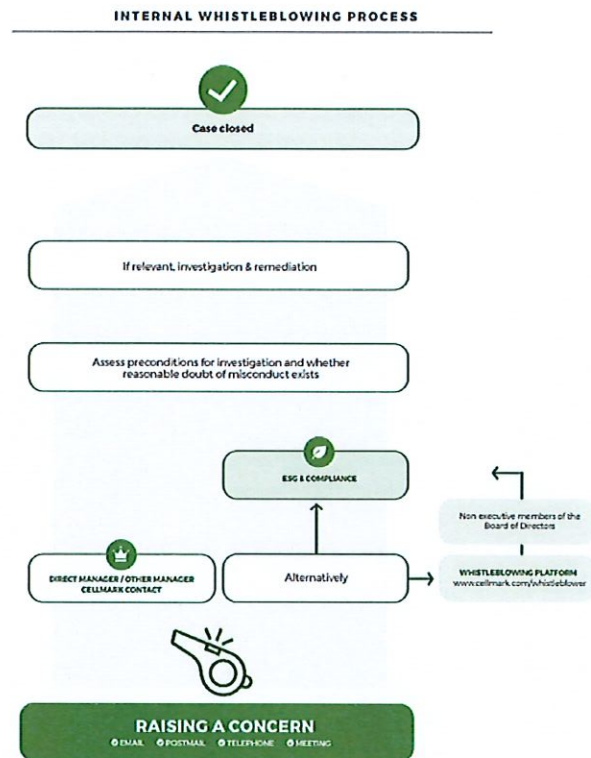 INTERNAL WHISTLEBLOWING PROCESS
Case closed
If relevant, investigation & remediation
Assess preconditions for investigation and whether
reasonable doubt of misconduct exists
ESG & COMPLIANCE
Non executive members of the
Board of Directors
DIRECT MANAGER / OTHER MANAGER
CELLMARK CONTACT
Alternatively
WHISTLEBLOWING PLATFORM
www.cellmark.com/whistleblower
RAISING A CONCERN
EMAIL POSTMAIL TELEPHONE MEETING